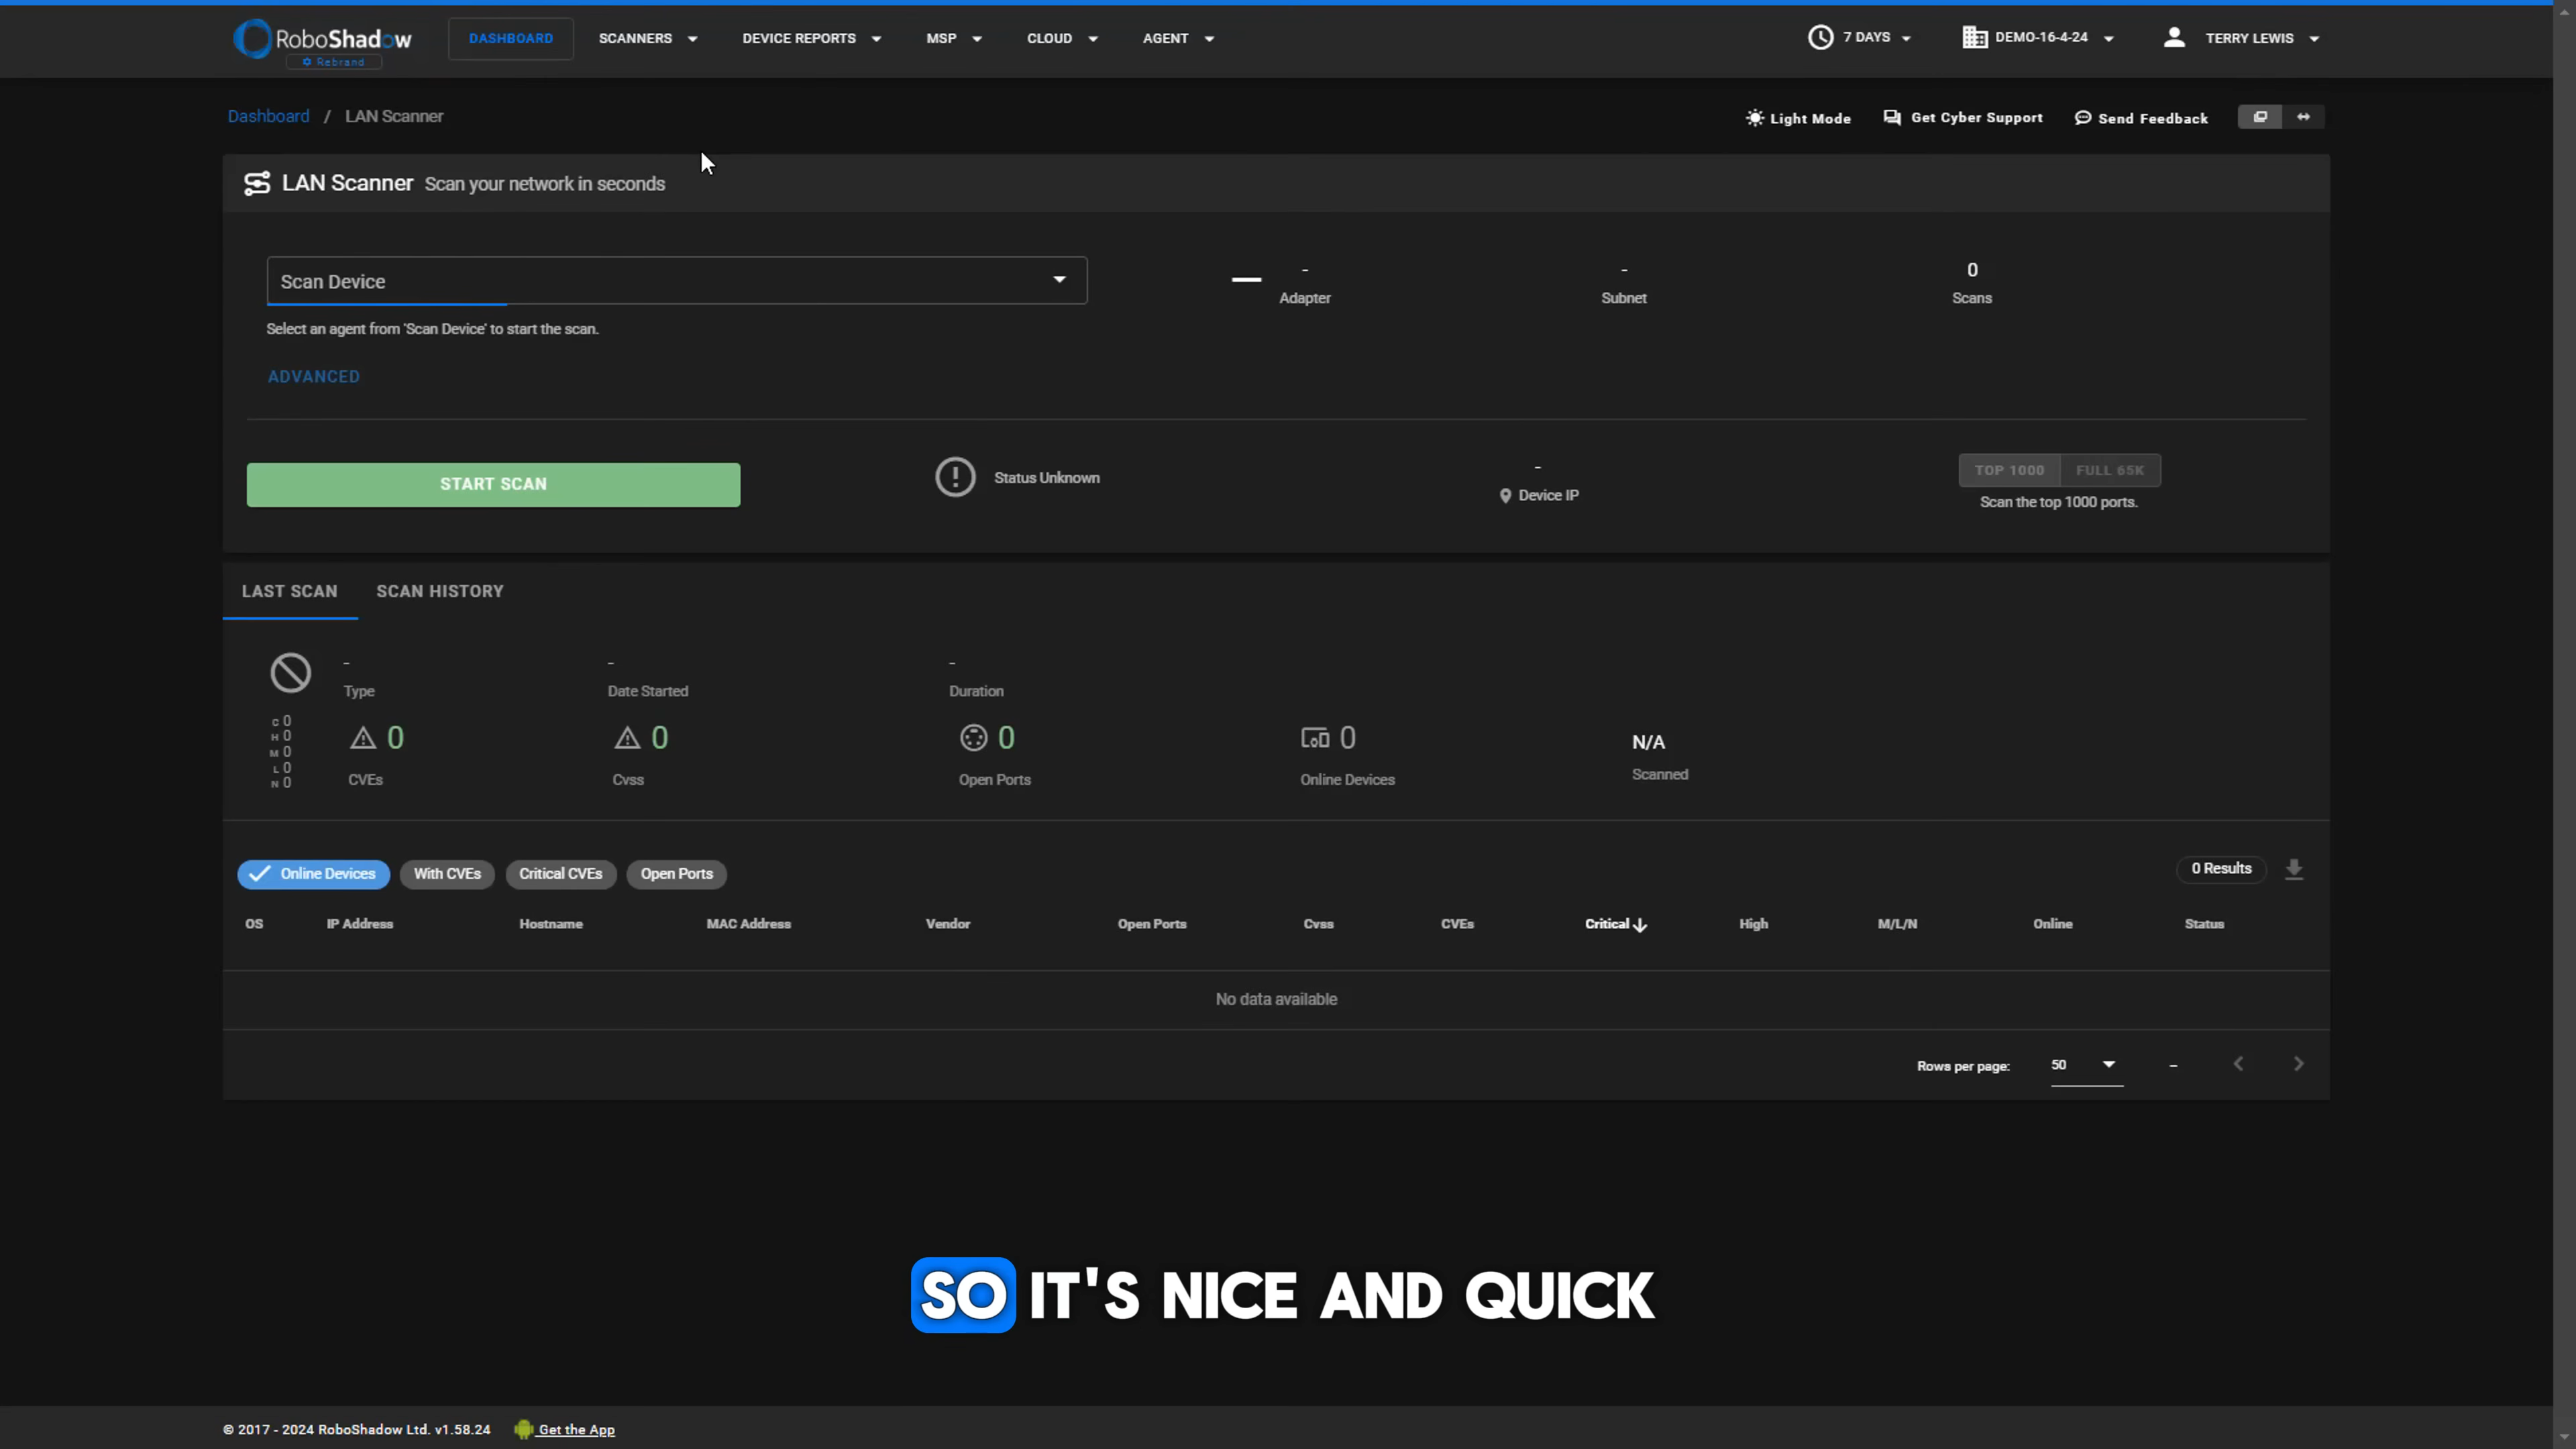 RoboShadow
Rebrand
DASHBOARD
SCANNERS
DEVICE REPORTS
MSP
CLOUD
AGENT
7 DAYS
DEMO-16-4-24
TERRY LEWIS
Dashboard / LAN Scanner
Light Mode
Get Cyber Support
Send Feedback
LAN Scanner Scan your network in seconds
Scan Device
Select an agent from 'Scan Device' to start the scan.
ADVANCED
-
Adapter
-
Subnet
0
Scans
START SCAN
Status Unknown
-
Device IP
TOP 1000 FULL 65K
Scan the top 1000 ports.
LAST SCAN SCAN HISTORY
-
Type
-
Date Started
-
Duration
C 0
H 0
M 0
L 0
N 0
0
CVEs
0
Cvss
0
Open Ports
0
Online Devices
N/A
Scanned
Online Devices With CVEs Critical CVEs Open Ports
0 Results
OS IP Address Hostname MAC Address Vendor Open Ports Cvss CVEs Critical High M/L/N Online Status
No data available
Rows per page: 50 –
SO IT'S NICE AND QUICK
© 2017 - 2024 RoboShadow Ltd. v1.58.24 Get the App